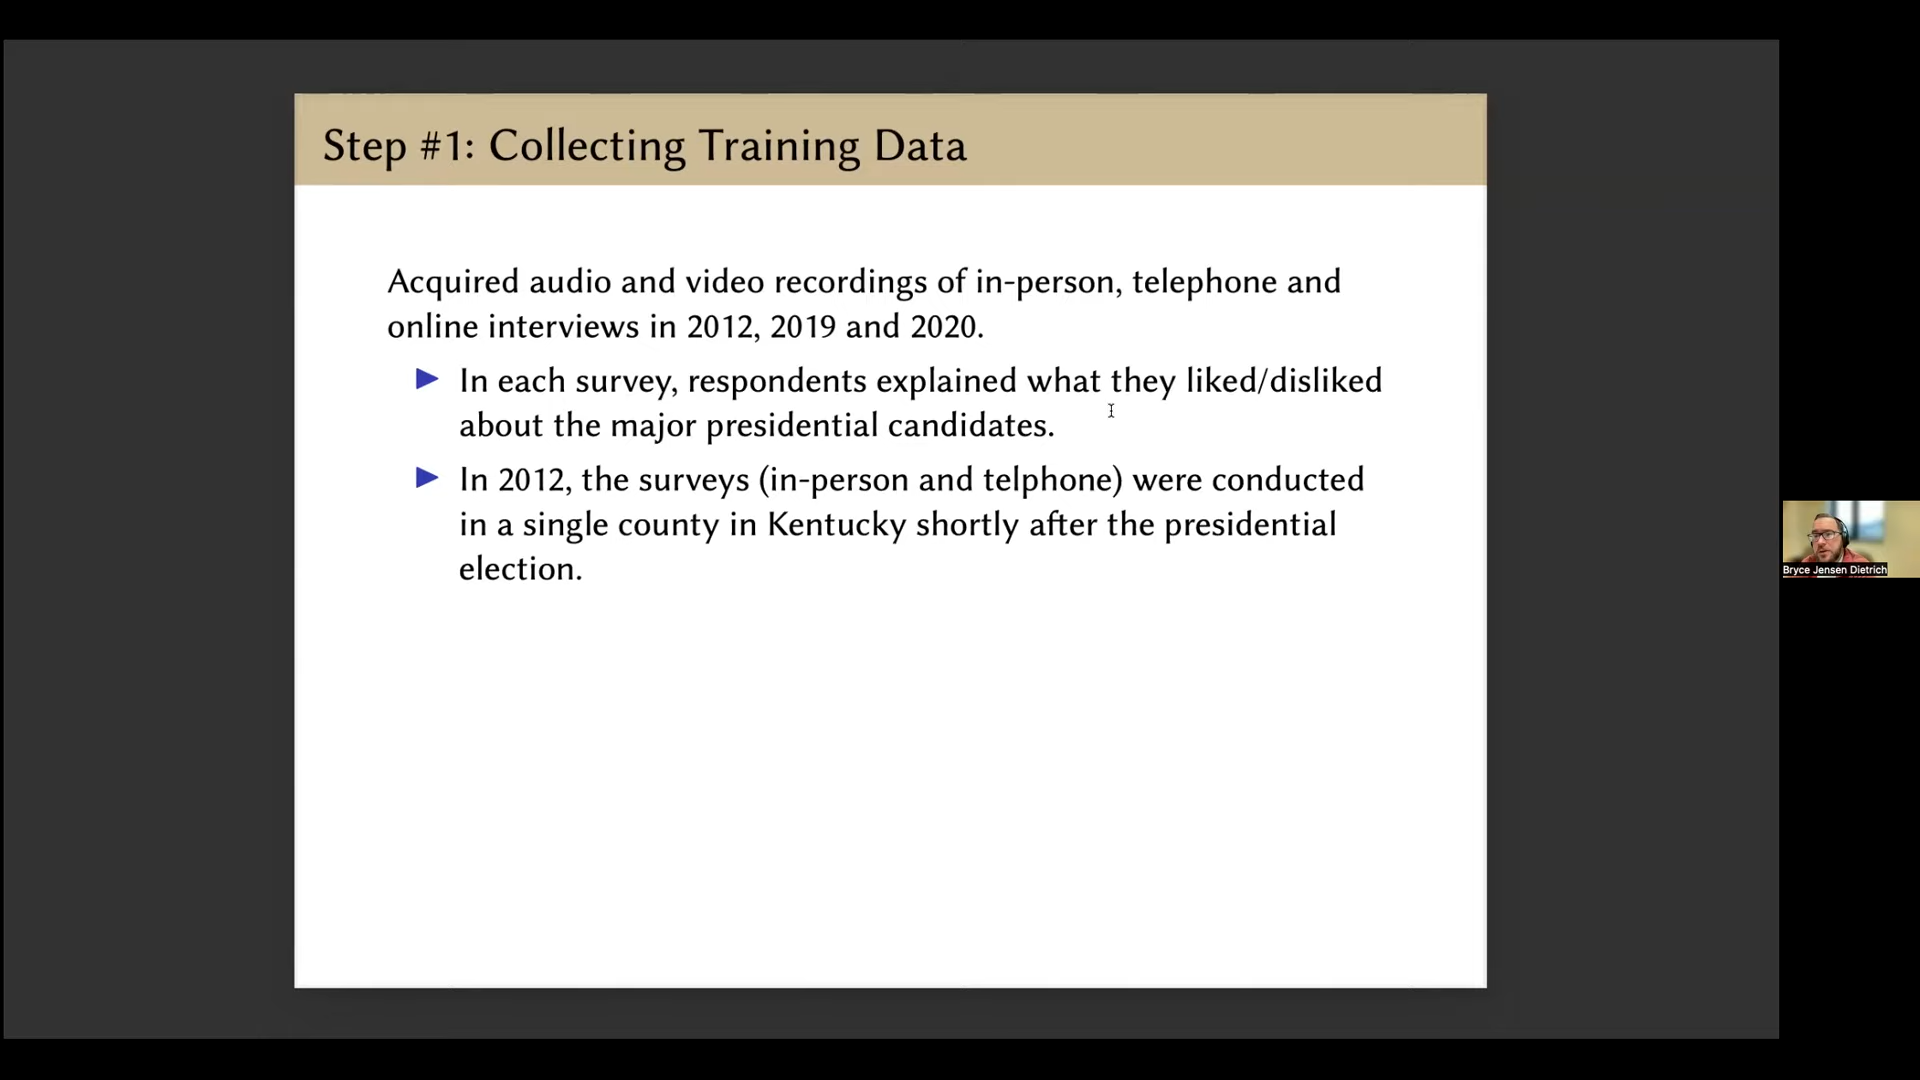 Step #1: Collecting Training Data
Acquired audio and video recordings of in-person, telephone and
online interviews in 2012, 2019 and 2020.
In each survey, respondents explained what they liked/disliked
about the major presidential candidates.
In 2012, the surveys (in-person and telphone) were conducted
in a single county in Kentucky shortly after the presidential
election.
Bryce Jensen Dietrich